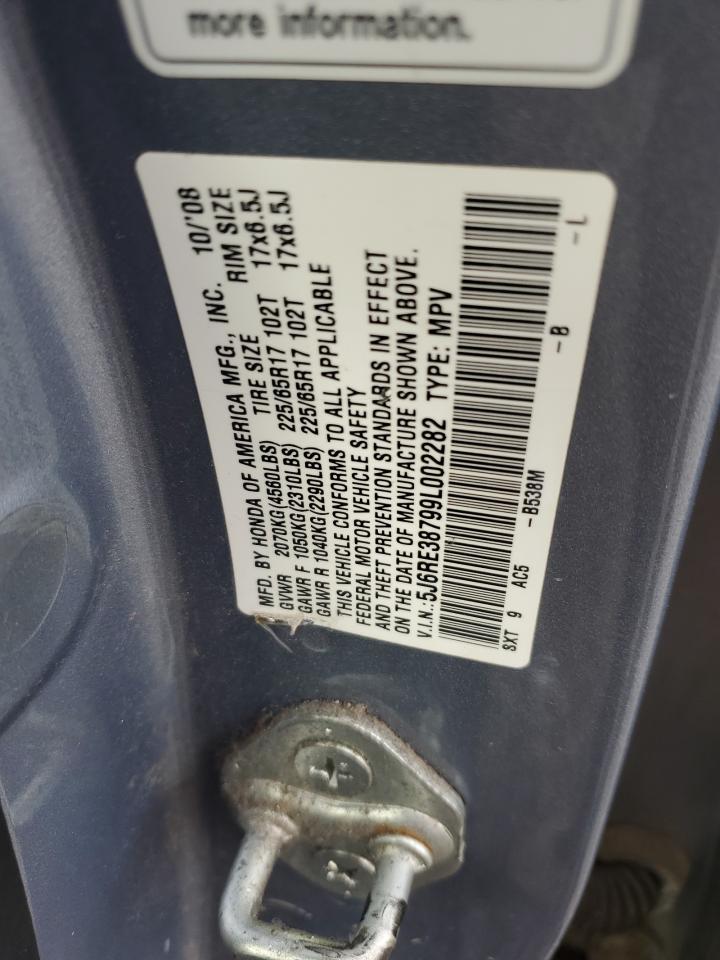 more information.
MFD. BY HONDA OF AMERICA MFG., INC. 10/'08
TIRE SIZE RIM SIZE
GVWR 2070KG(4560LBS)
GAWR F 1050KG(2310LBS) 225/65R17 102T 17x6.5J
GAWR R 1040KG(2290LBS) 225/65R17 102T 17x6.5J
THIS VEHICLE CONFORMS TO ALL APPLICABLE
FEDERAL MOTOR VEHICLE SAFETY
AND THEFT PREVENTION STANDARDS IN EFFECT
ON THE DATE OF MANUFACTURE SHOWN ABOVE.
V.I.N.: 5J6RE38799L002282 TYPE: MPV
SXT 9 AC5 -B538M -B -L